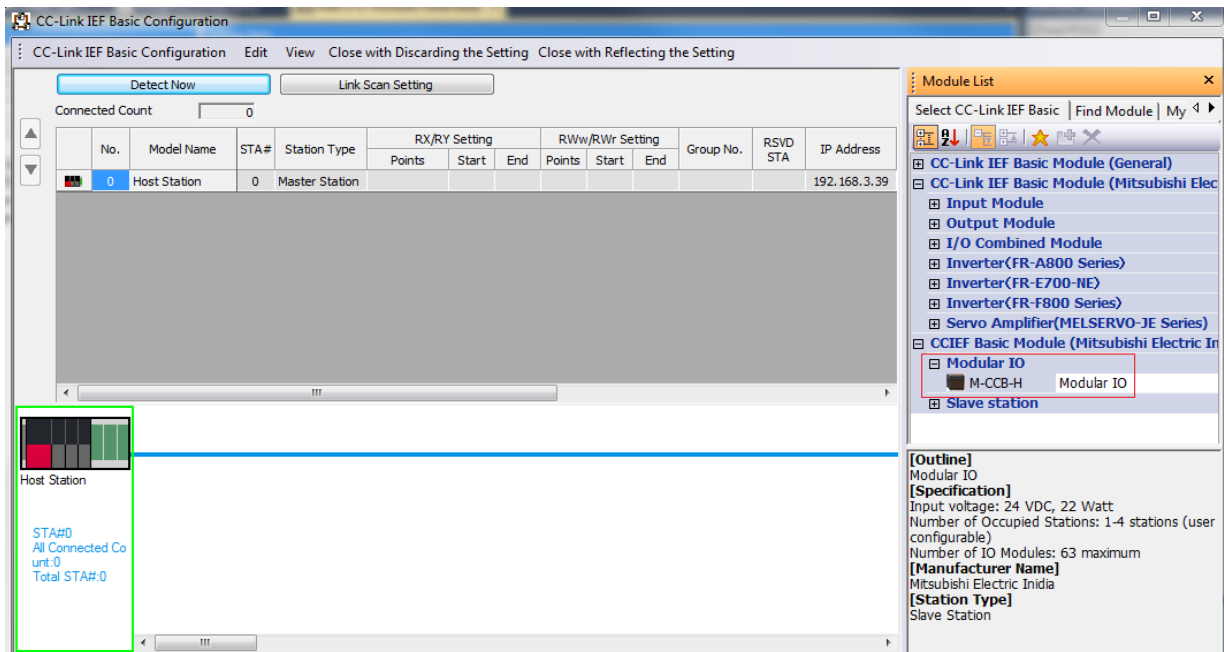 CC-Link IEF Basic Configuration
CC-Link IEF Basic Configuration Edit View Close with Discarding the Setting Close with Reflecting the Setting
Detect Now Link Scan Setting
Connected Count 0
No. Model Name STA# Station Type RX/RY Setting RWw/RWr Setting Group No. RSVD STA IP Address
Points Start End Points Start End
0 Host Station 0 Master Station 192.168.3.39
Host Station
STA#0
All Connected Co
unt:0
Total STA#:0
Module List
Select CC-Link IEF Basic Find Module My
CC-Link IEF Basic Module (General)
CC-Link IEF Basic Module (Mitsubishi Elec
Input Module
Output Module
I/O Combined Module
Inverter(FR-A800 Series)
Inverter(FR-E700-NE)
Inverter(FR-F800 Series)
Servo Amplifier(MELSERVO-JE Series)
CCIEF Basic Module (Mitsubishi Electric In
Modular IO
M-CCB-H Modular IO
Slave station
[Outline]
Modular IO
[Specification]
Input voltage: 24 VDC, 22 Watt
Number of Occupied Stations: 1-4 stations (user
configurable)
Number of IO Modules: 63 maximum
[Manufacturer Name]
Mitsubishi Electric Inidia
[Station Type]
Slave Station